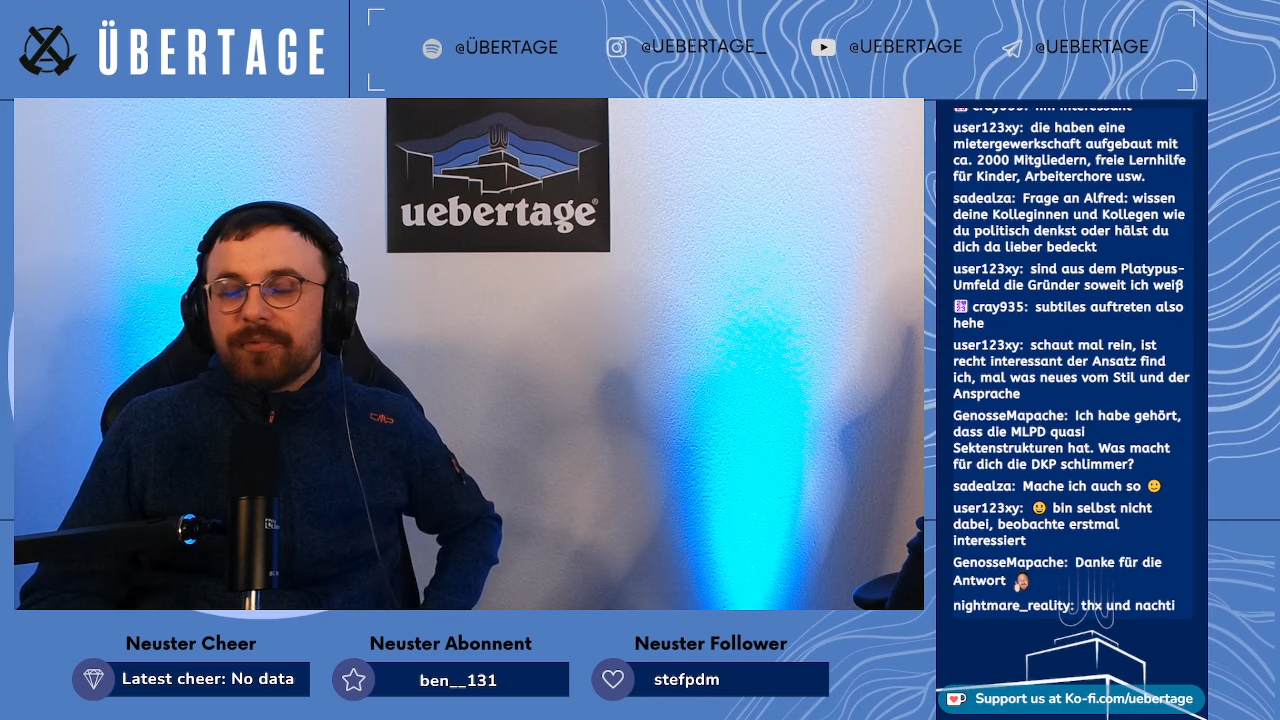 ÜBERTAGE
@ÜBERTAGE
@UEBERTAGE_
@UEBERTAGE
@UEBERTAGE
uebertage®
CMP
cray935: hm interessant
user123xy: die haben eine
mietergewerkschaft aufgebaut mit
ca. 2000 Mitgliedern, freie Lernhilfe
für Kinder, Arbeiterchore usw.
sadealza: Frage an Alfred: wissen
deine Kolleginnen und Kollegen wie
du politisch denkst oder hälst du
dich da lieber bedeckt
user123xy: sind aus dem Platypus-
Umfeld die Gründer soweit ich weiß
cray935: subtiles auftreten also
hehe
user123xy: schaut mal rein, ist
recht interessant der Ansatz find
ich, mal was neues vom Stil und der
Ansprache
GenosseMapache: Ich habe gehört,
dass die MLPD quasi
Sektenstrukturen hat. Was macht
für dich die DKP schlimmer?
sadealza: Mache ich auch so 🙂
user123xy: 😀 bin selbst nicht
dabei, beobachte erstmal
interessiert
GenosseMapache: Danke für die
Antwort
nightmare_reality: thx und nachti
Neuster Cheer
Latest cheer: No data
Neuster Abonnent
ben__131
Neuster Follower
stefpdm
Support us at Ko-fi.com/uebertage